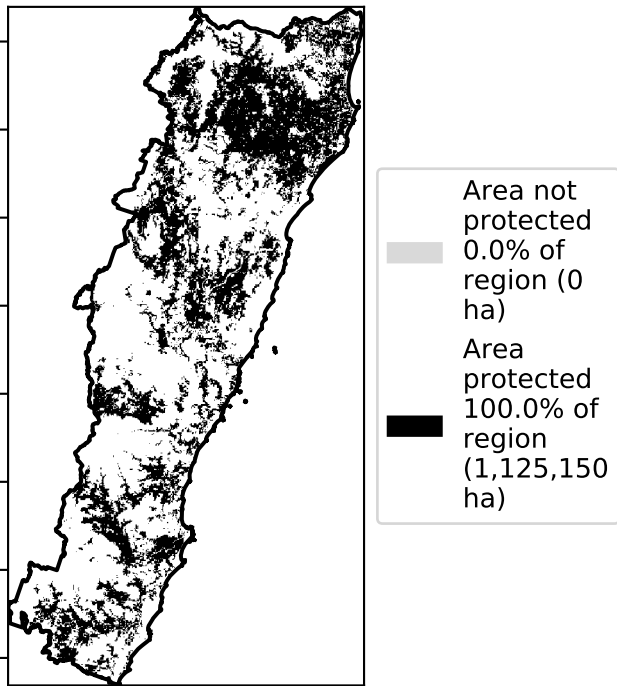 Area not
protected
0.0% of
region (0
ha)
Area
protected
100.0% of
region
(1,125,150
ha)